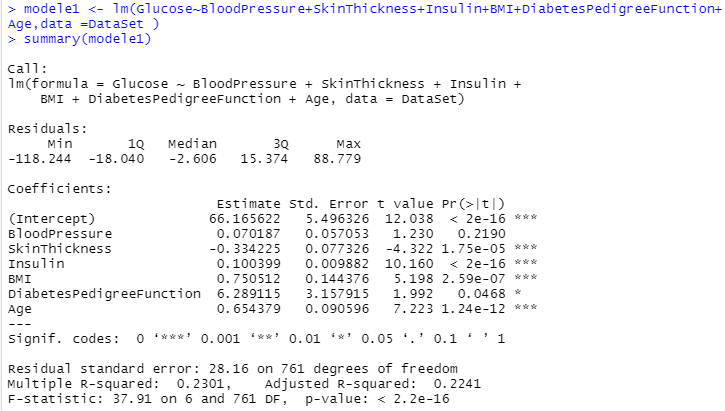 > modele1 <- lm(Glucose~BloodPressure+SkinThickness+Insulin+BMI+DiabetesPedigreeFunction+
Age,data =DataSet )
> summary(modele1)
Call:
lm(formula = Glucose ~ BloodPressure + SkinThickness + Insulin +
    BMI + DiabetesPedigreeFunction + Age, data = DataSet)
Residuals:
     Min       1Q   Median       3Q      Max
-118.244  -18.040   -2.606   15.374   88.779
Coefficients:
                          Estimate Std. Error t value Pr(>|t|)
(Intercept)              66.165622   5.496326  12.038  < 2e-16 ***
BloodPressure             0.070187   0.057053   1.230   0.2190
SkinThickness            -0.334225   0.077326  -4.322 1.75e-05 ***
Insulin                   0.100399   0.009882  10.160  < 2e-16 ***
BMI                       0.750512   0.144376   5.198 2.59e-07 ***
DiabetesPedigreeFunction  6.289115   3.157915   1.992   0.0468 *
Age                       0.654379   0.090596   7.223 1.24e-12 ***
---
Signif. codes:  0 ‘***’ 0.001 ‘**’ 0.01 ‘*’ 0.05 ‘.’ 0.1 ‘ ’ 1
Residual standard error: 28.16 on 761 degrees of freedom
Multiple R-squared:  0.2301,    Adjusted R-squared:  0.2241
F-statistic: 37.91 on 6 and 761 DF,  p-value: < 2.2e-16